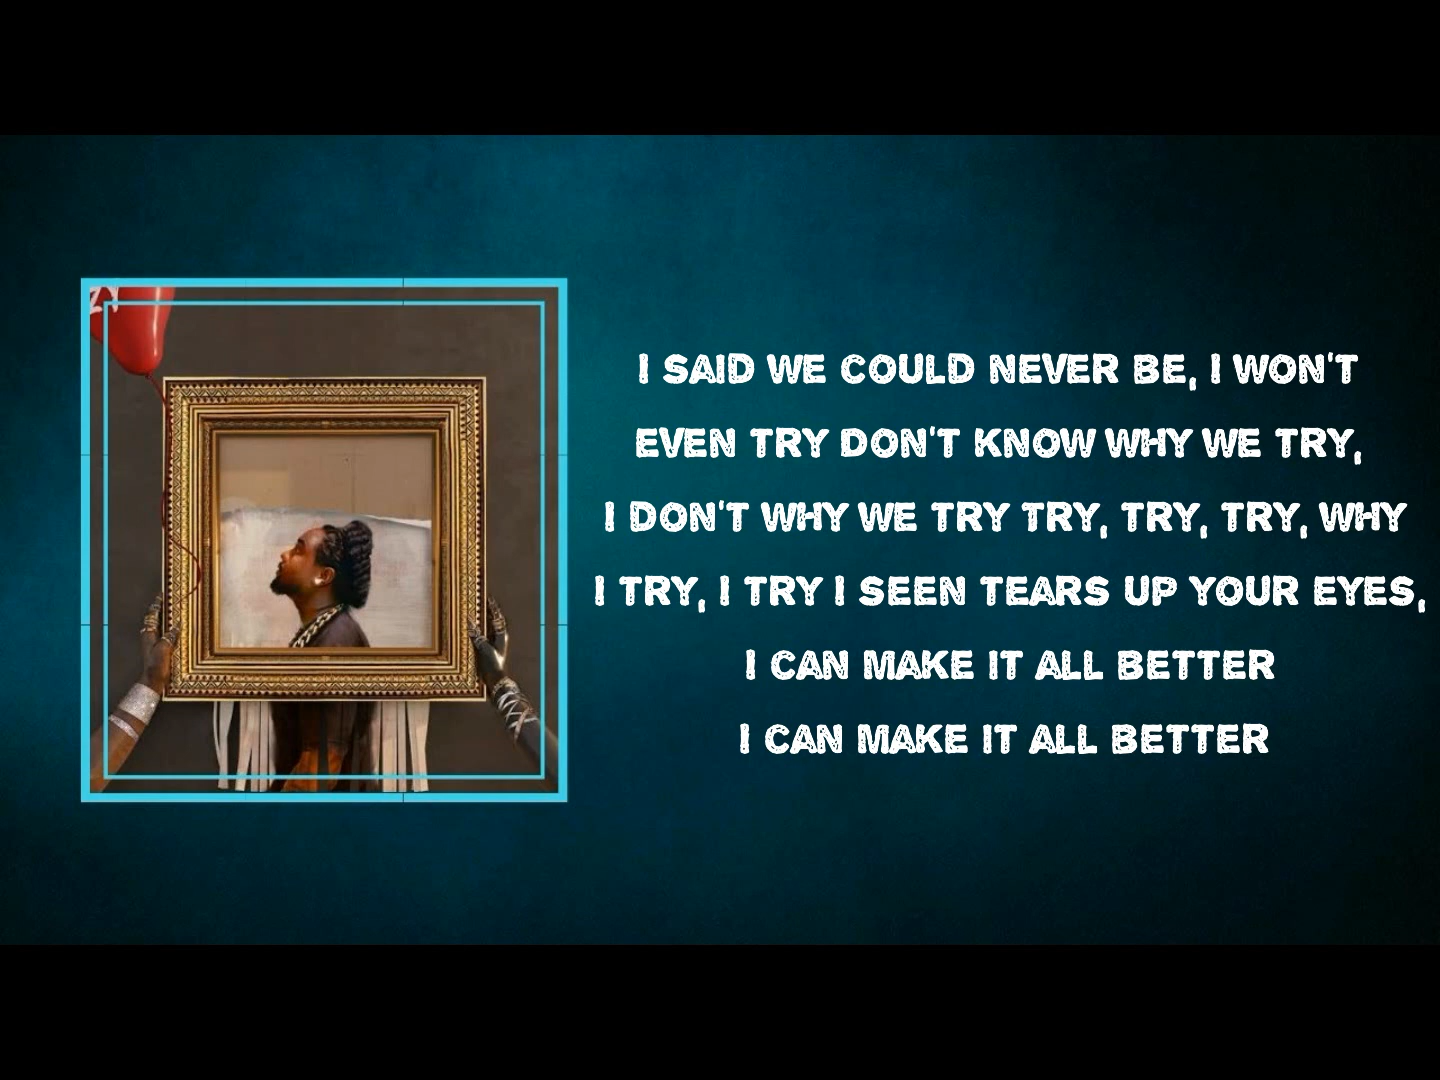 I SAID WE COULD NEVER BE, I WON'T
EVEN TRY DON'T KNOW WHY WE TRY,
I DON'T WHY WE TRY TRY, TRY, TRY, WHY
I TRY, I TRY I SEEN TEARS UP YOUR EYES,
I CAN MAKE IT ALL BETTER
I CAN MAKE IT ALL BETTER